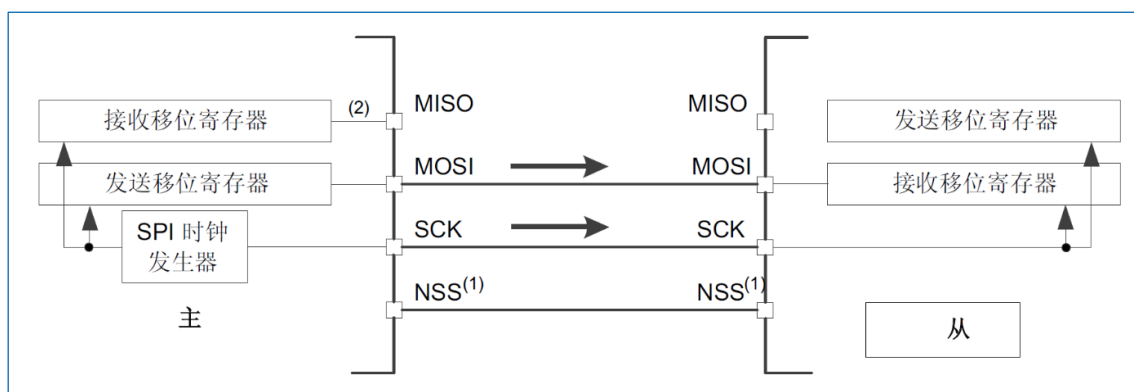 接收移位寄存器
(2)
MISO
MISO
发送移位寄存器
发送移位寄存器
MOSI
MOSI
接收移位寄存器
SPI 时钟
发生器
SCK
SCK
主
NSS(1)
NSS(1)
从